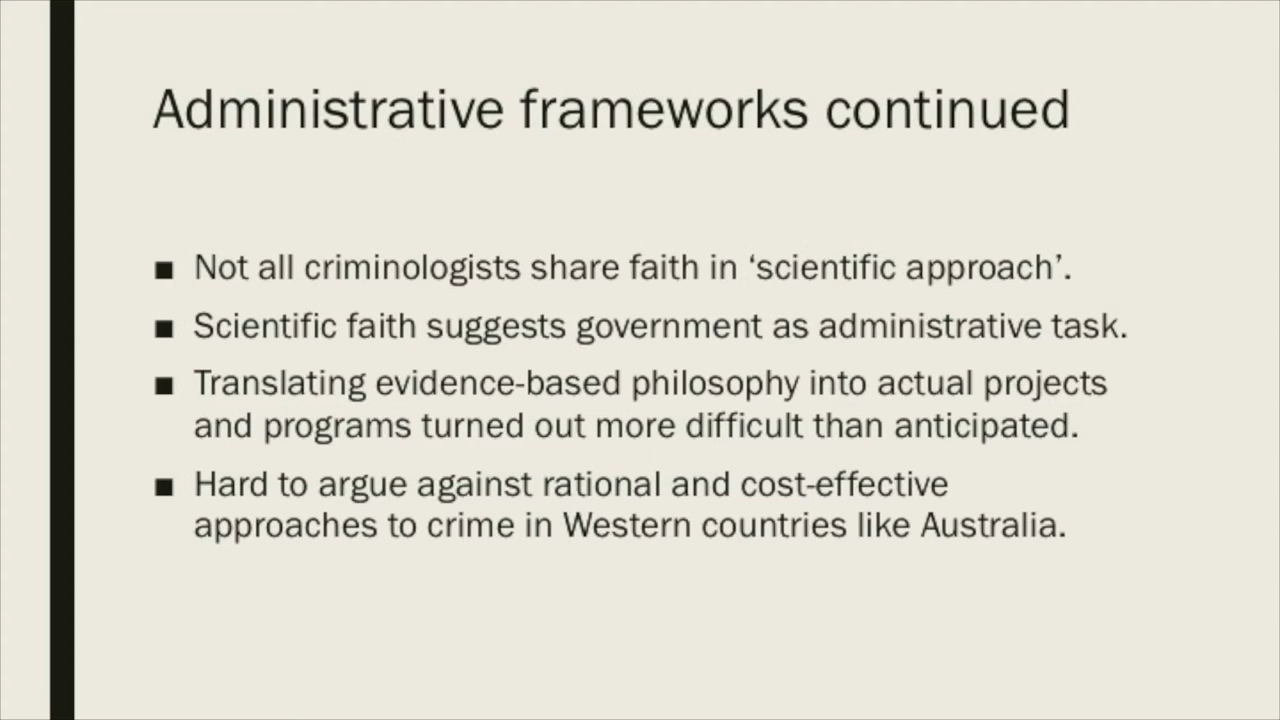 Administrative frameworks continued
■ Not all criminologists share faith in ‘scientific approach’.
■ Scientific faith suggests government as administrative task.
■ Translating evidence-based philosophy into actual projects
and programs turned out more difficult than anticipated.
■ Hard to argue against rational and cost-effective
approaches to crime in Western countries like Australia.